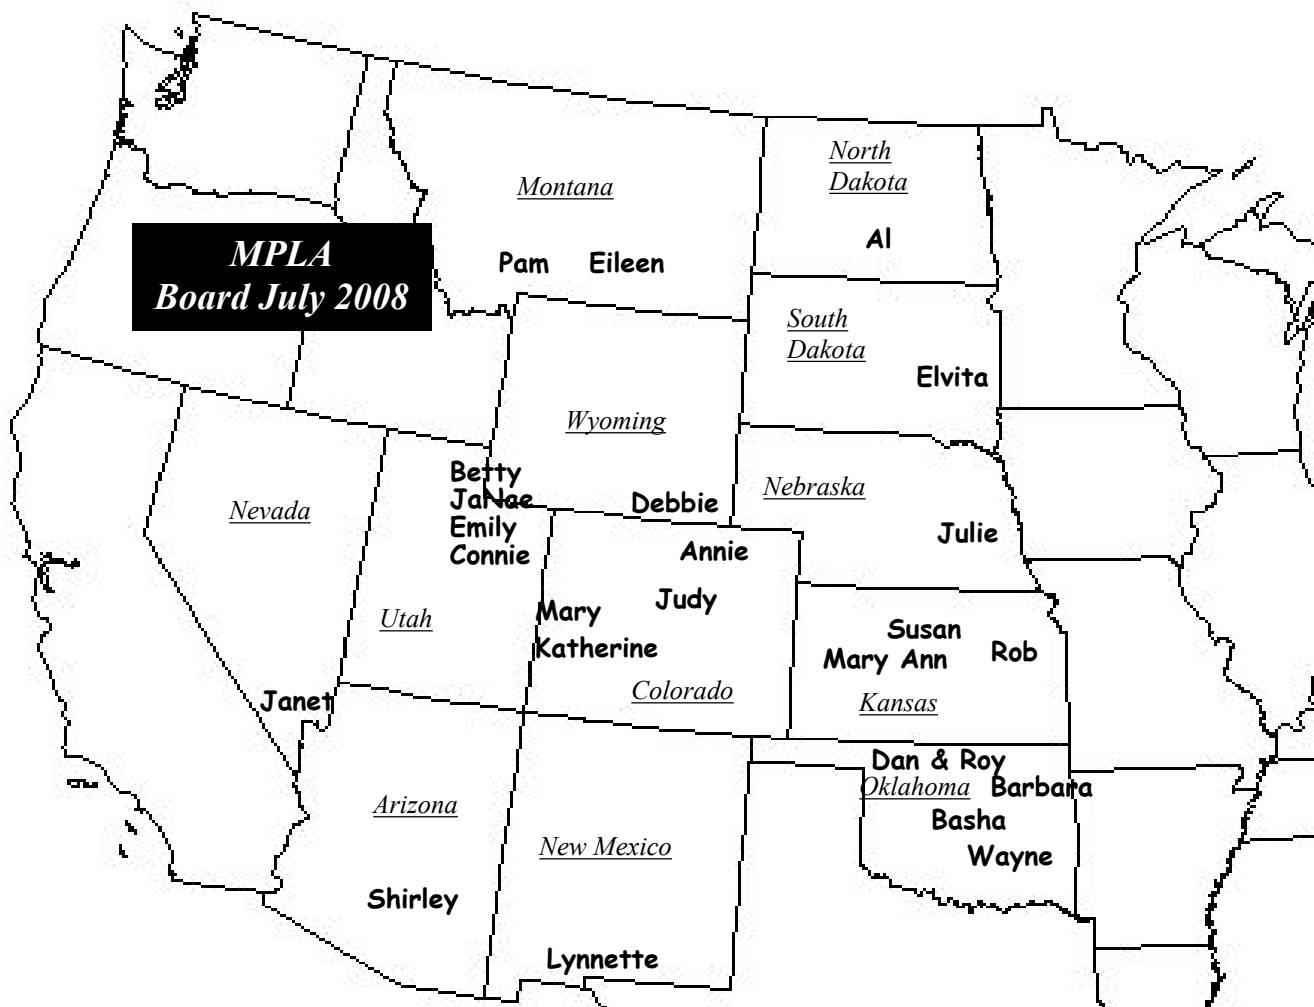 MPLA
Board July 2008
Montana
Pam Eileen
North
Dakota
Al
South
Dakota
Elvita
Wyoming
Debbie
Nebraska
Julie
Nevada
Janet
Betty
JaNae
Emily
Connie
Utah
Annie
Judy
Mary
Katherine
Colorado
Susan
Mary Ann Rob
Kansas
Dan & Roy
Oklahoma Barbara
Basha
Wayne
Arizona
Shirley
New Mexico
Lynnette